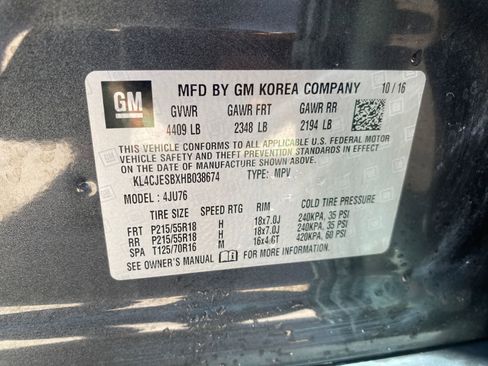 GM
MFD BY GM KOREA COMPANY 10/16
GVWR GAWR FRT GAWR RR
4409 LB 2348 LB 2194 LB
THIS VEHICLE CONFORMS TO ALL APPLICABLE U.S. FEDERAL MOTOR
VEHICLE SAFETY, BUMPER, AND THEFT PREVENTION STANDARDS IN EFFECT
ON THE DATE OF MANUFACTURE SHOWN ABOVE.
KL4CJESBXHB038674 TYPE: MPV
MODEL : 4JU76
TIRE SIZE SPEED RTG RIM COLD TIRE PRESSURE
FRT P215/55R18 H 18x7.0J 240KPA, 35 PSI
RR P215/55R18 H 18x7.0J 240KPA, 35 PSI
SPA T125/70R16 M 16x4.6T 420KPA, 60 PSI
SEE OWNER'S MANUAL FOR MORE INFORMATION.